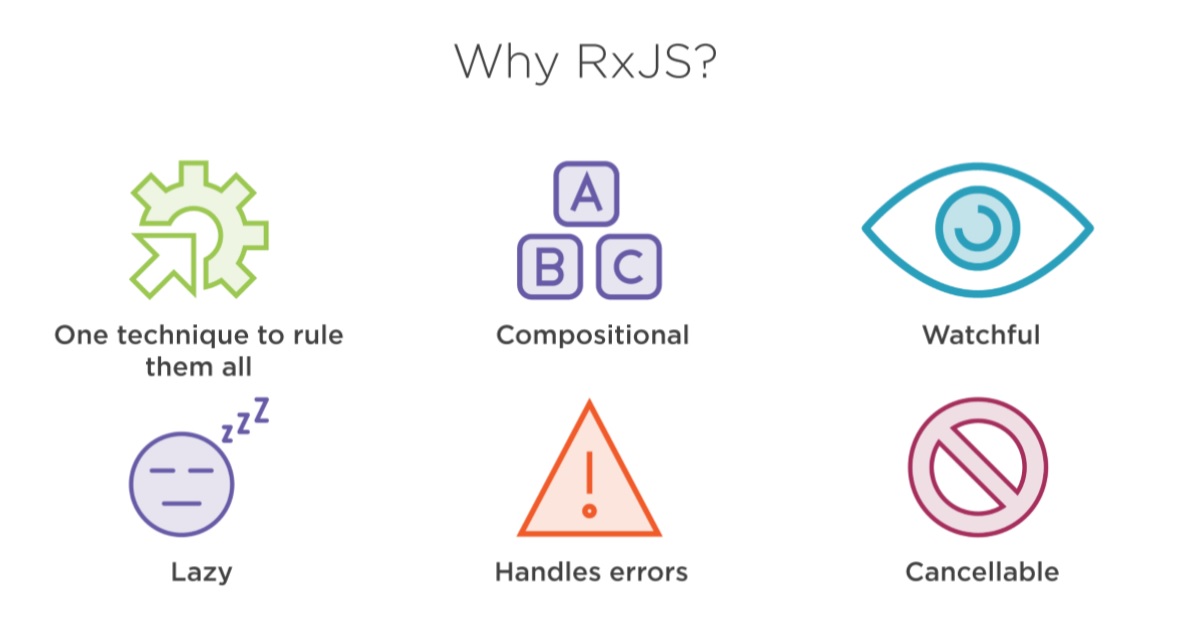 Why RxJS?
A
B C
One technique to rule
them all
Compositional
Watchful
zzZ
Lazy
Handles errors
Cancellable